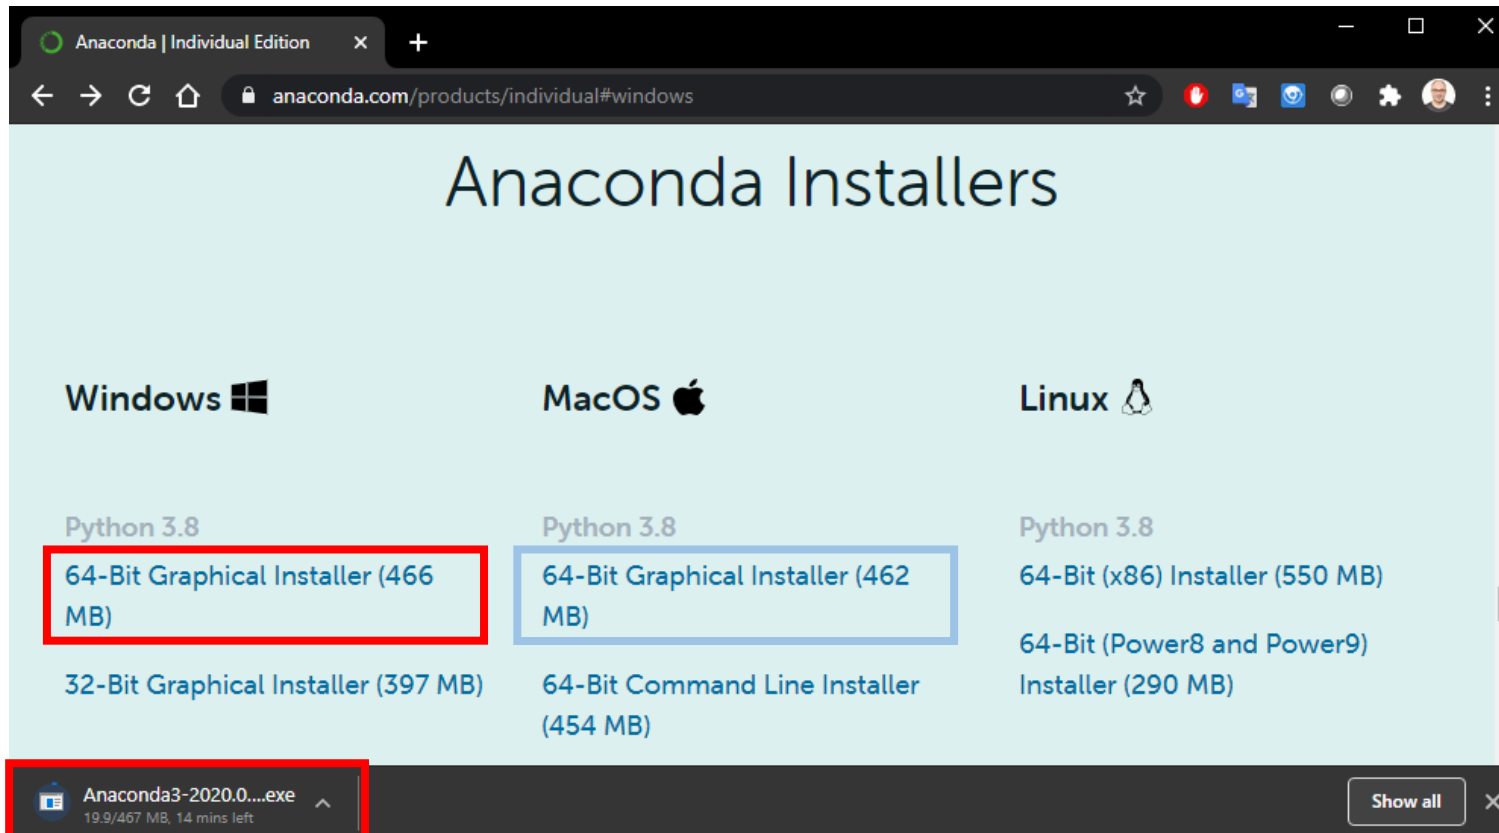 Anaconda | Individual Edition
anaconda.com/products/individual#windows
Anaconda Installers
Windows
Python 3.8
64-Bit Graphical Installer (466
MB)
32-Bit Graphical Installer (397 MB)
MacOS
Python 3.8
64-Bit Graphical Installer (462
MB)
64-Bit Command Line Installer
(454 MB)
Linux
Python 3.8
64-Bit (x86) Installer (550 MB)
64-Bit (Power8 and Power9)
Installer (290 MB)
Anaconda3-2020.0....exe
19.9/467 MB, 14 mins left
Show all